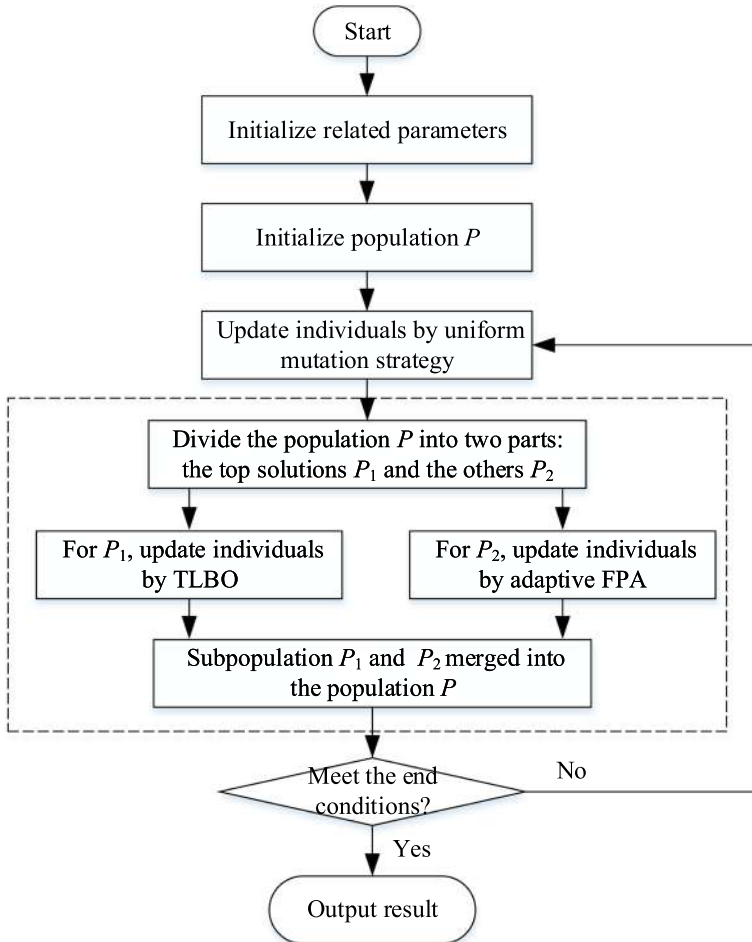 Start
Initialize related parameters
Initialize population P
Update individuals by uniform
mutation strategy
Divide the population P into two parts:
the top solutions P1 and the others P2
For P1, update individuals
by TLBO
For P2, update individuals
by adaptive FPA
Subpopulation P1 and P2 merged into
the population P
Meet the end
conditions?
No
Yes
Output result